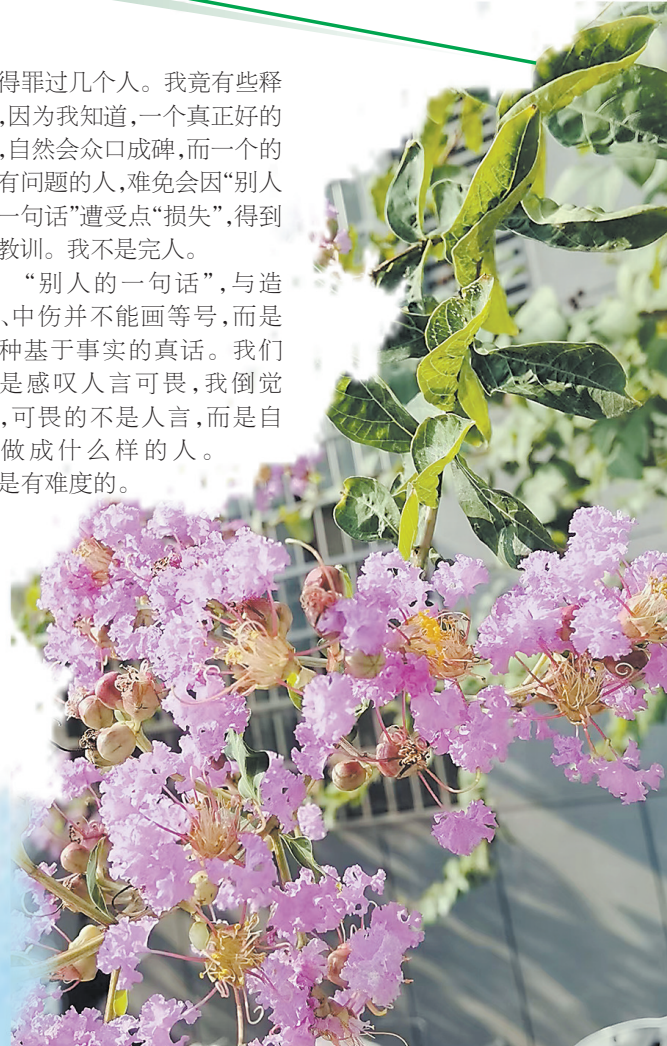 得罪过几个人。我竟有些释
,因为我知道,一个真正好的
,自然会众口成碑,而一个的
有问题的人,难免会因“别人
一句话”遭受点“损失”,得到
教训。我不是完人。
“别人的一句话”,与造
、中伤并不能画等号,而是
种基于事实的真话。我们
是感叹人言可畏,我倒觉
,可畏的不是人言,而是自
做成什么样的人。
是有难度的。